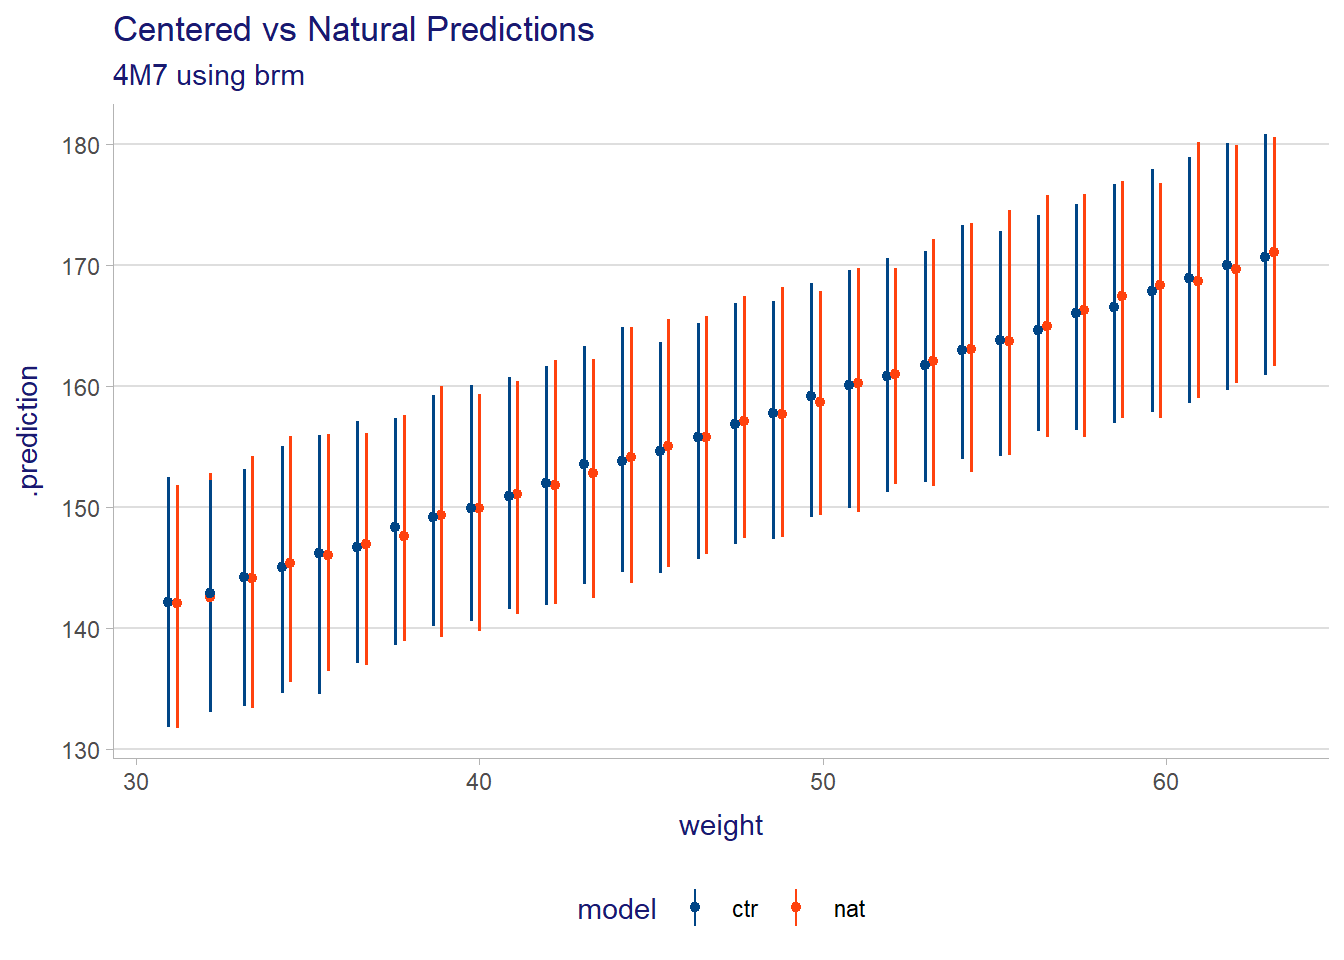 Centered vs Natural Predictions
4M7 using brm
180
170
160
150
140
130
.prediction
30 40 50 60
weight
model ctr nat